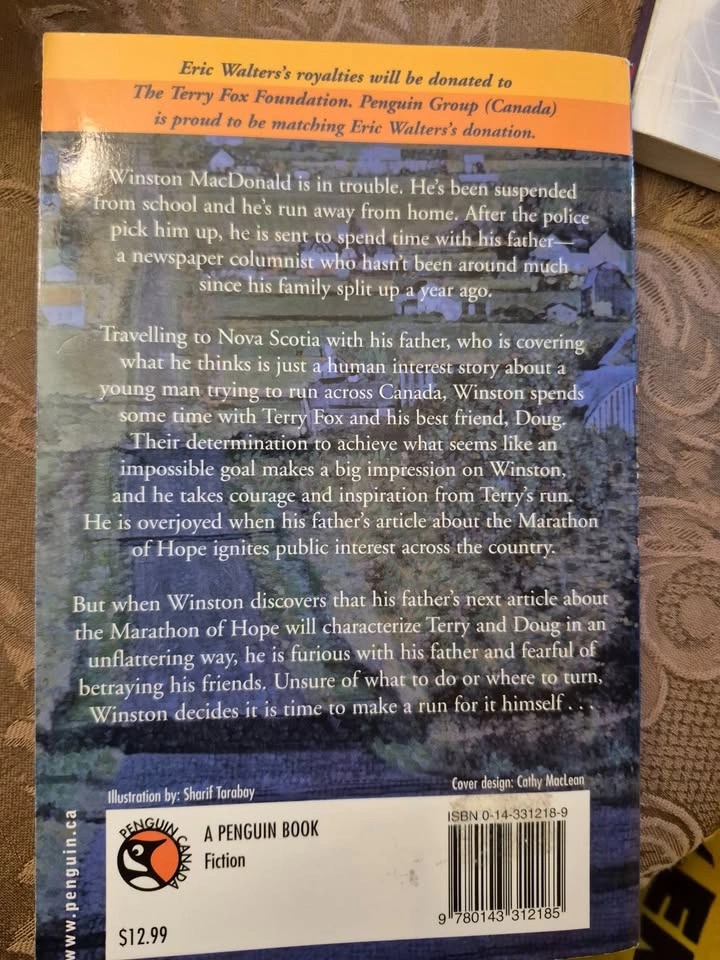 Eric Walters's royalties will be donated to
The Terry Fox Foundation. Penguin Group (Canada)
is proud to be matching Eric Walters's donation.
Winston MacDonald is in trouble. He's been suspended
from school and he's run away from home. After the police
pick him up, he is sent to spend time with his father—
a newspaper columnist who hasn't been around much
since his family split up a year ago.
Travelling to Nova Scotia with his father, who is covering
what he thinks is just a human interest story about a
young man trying to run across Canada, Winston spends
some time with Terry Fox and his best friend, Doug.
Their determination to achieve what seems like an
impossible goal makes a big impression on Winston,
and he takes courage and inspiration from Terry's run.
He is overjoyed when his father's article about the Marathon
of Hope ignites public interest across the country.
But when Winston discovers that his father's next article about
the Marathon of Hope will characterize Terry and Doug in an
unflattering way, he is furious with his father and fearful of
betraying his friends. Unsure of what to do or where to turn,
Winston decides it is time to make a run for it himself . . .
Illustration by: Sharif Tarabay
Cover design: Cathy MacLean
www.penguin.ca
PENGUIN CANADA
A PENGUIN BOOK
Fiction
$12.99
ISBN 0-14-331218-9
9 780143 312185